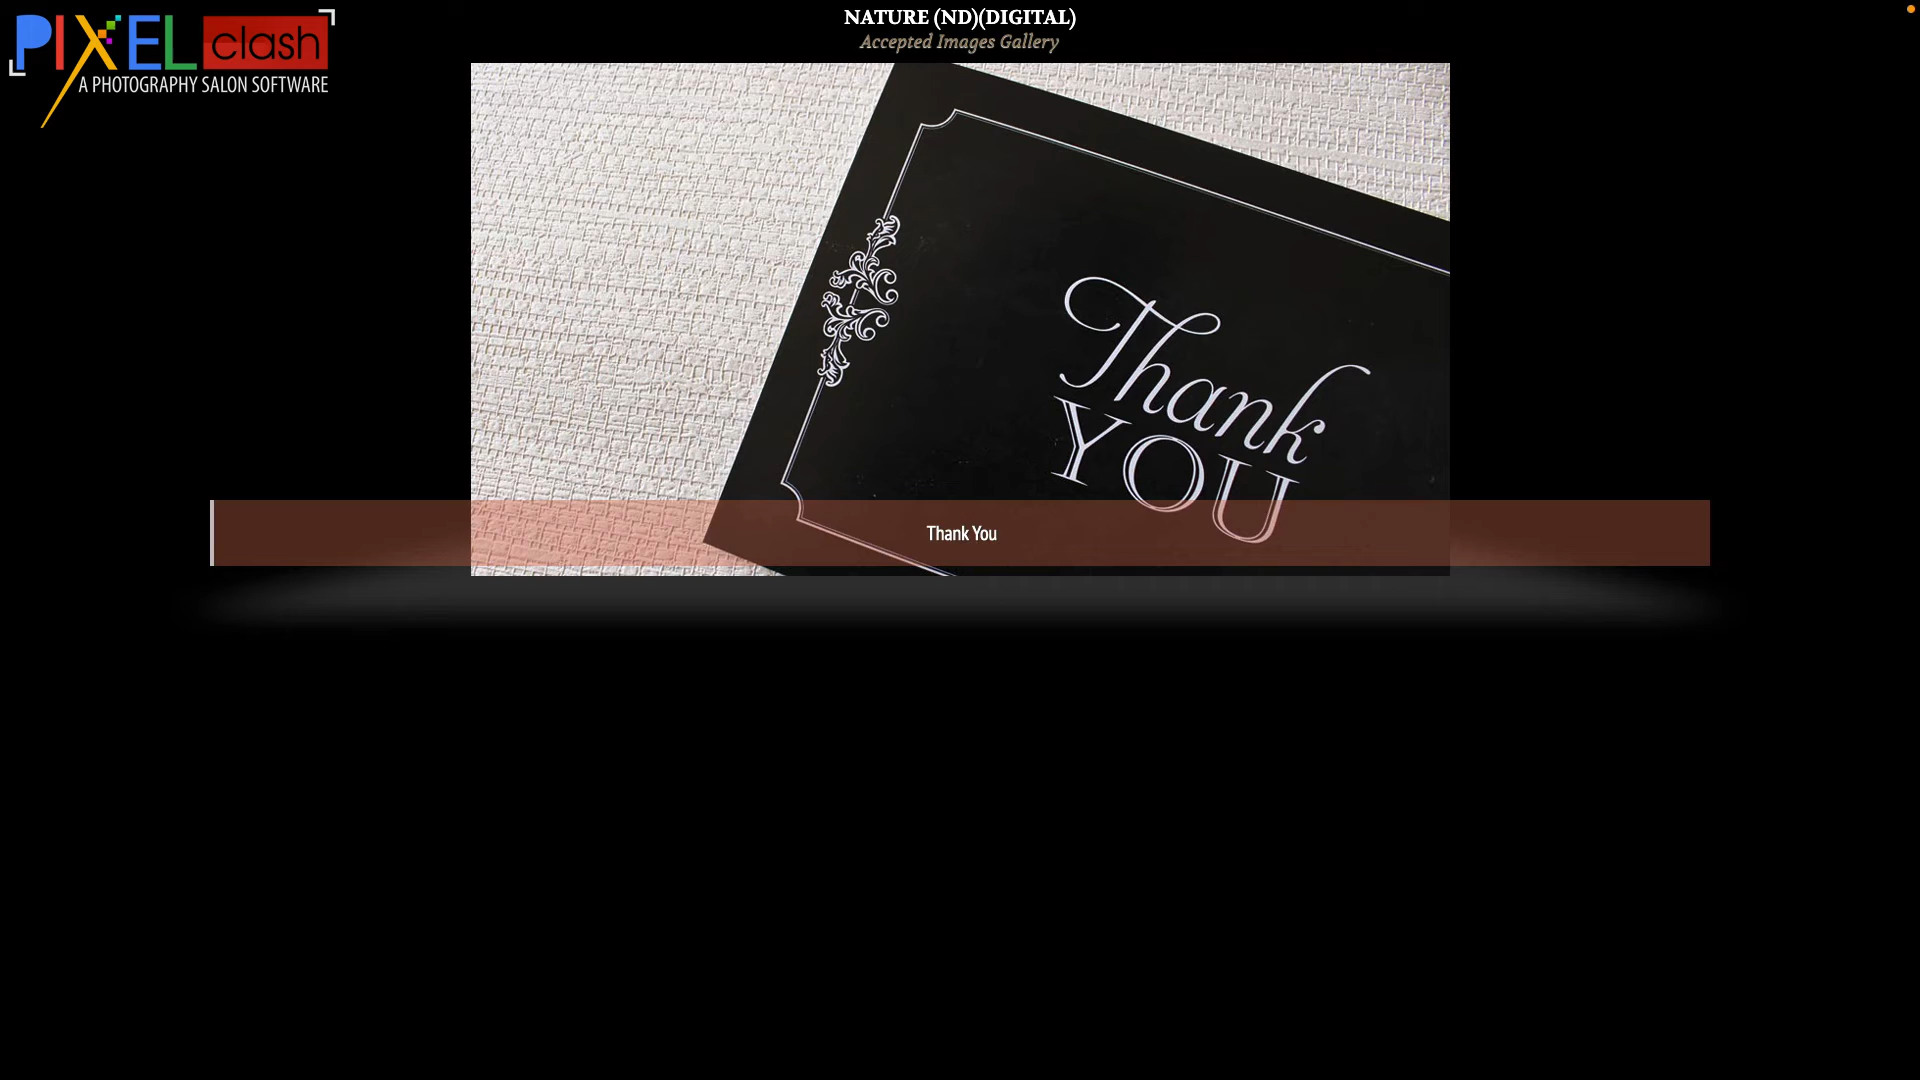 PIXEL clash
A PHOTOGRAPHY SALON SOFTWARE
NATURE (ND)(DIGITAL)
Accepted Images Gallery
Thank
YOU
Thank You